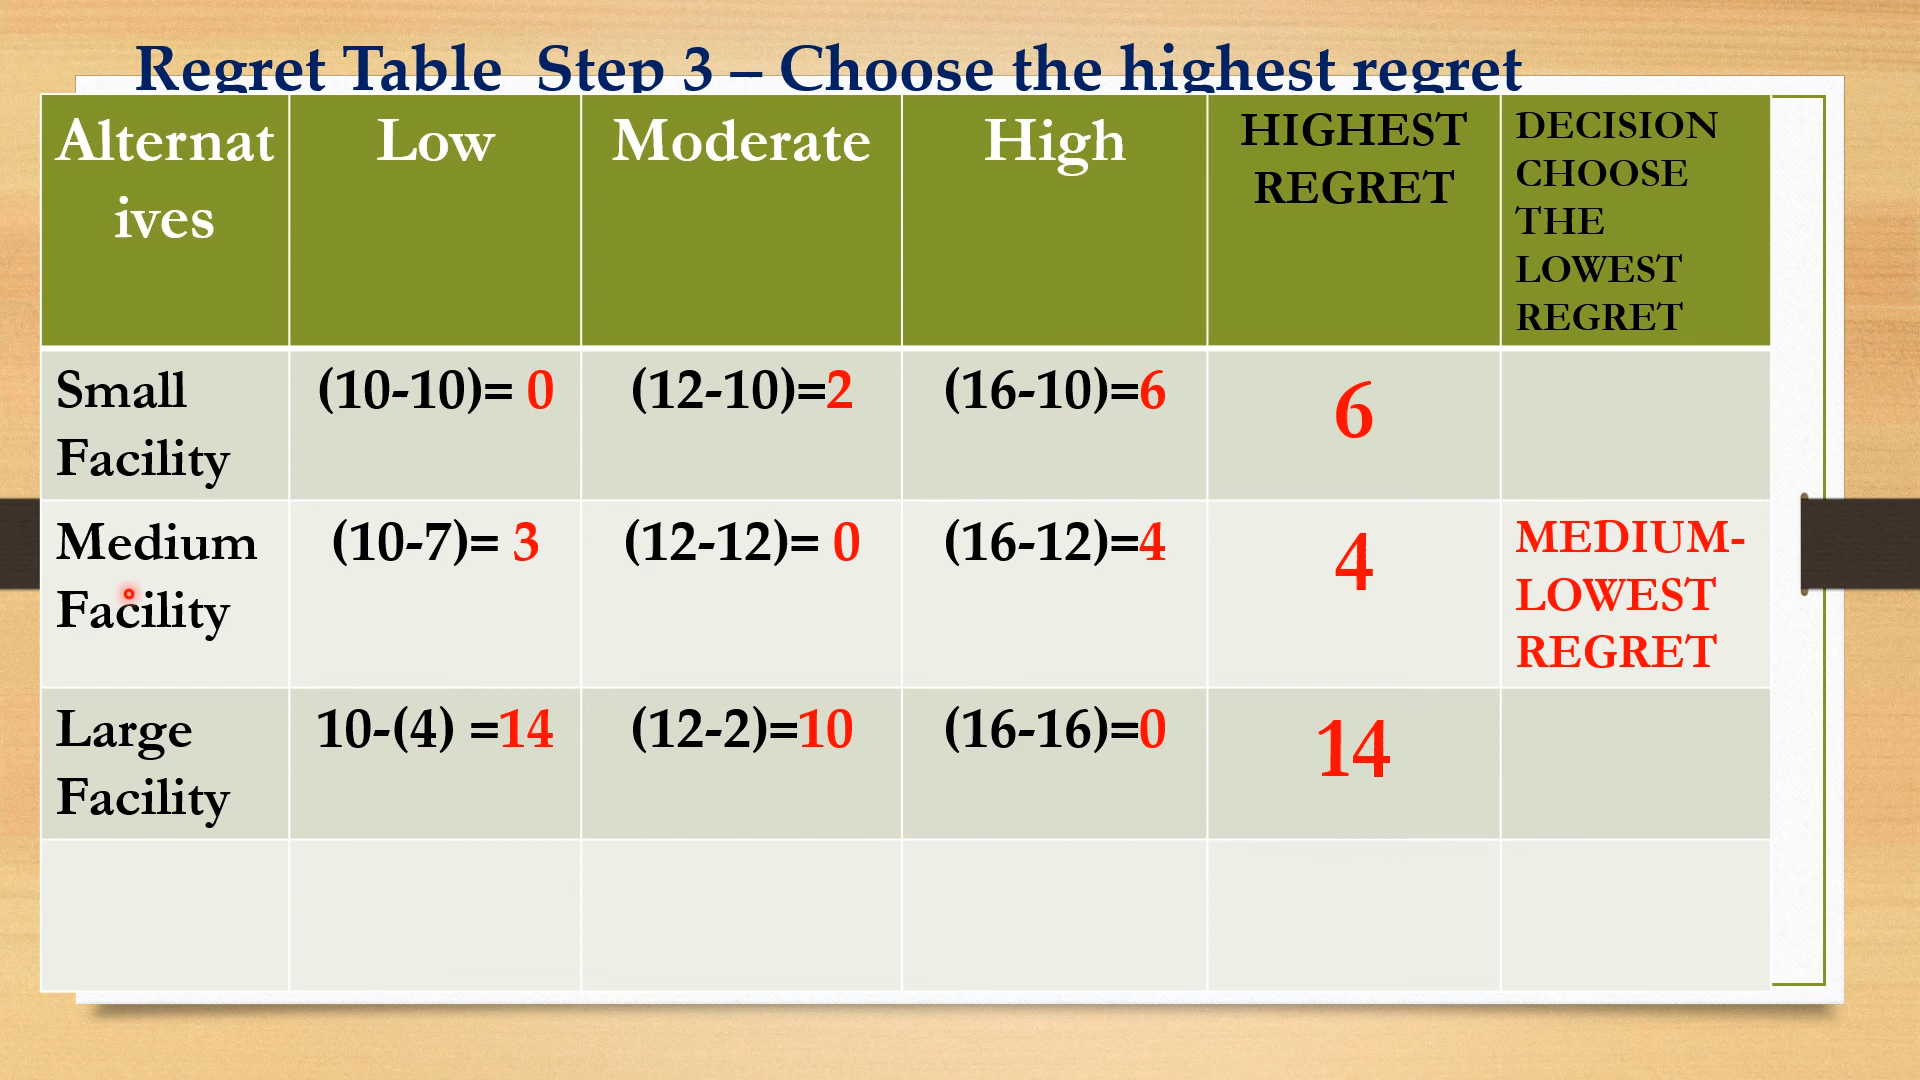 Regret Table Step 3 – Choose the highest regret
Alternat
ives
Low
Moderate
High
HIGHEST
REGRET
DECISION
CHOOSE
THE
LOWEST
REGRET
Small
Facility
(10-10)= 0
(12-10)=2
(16-10)=6
6
Medium
Facility
(10-7)= 3
(12-12)= 0
(16-12)=4
4
MEDIUM-
LOWEST
REGRET
Large
Facility
10-(4) =14
(12-2)=10
(16-16)=0
14